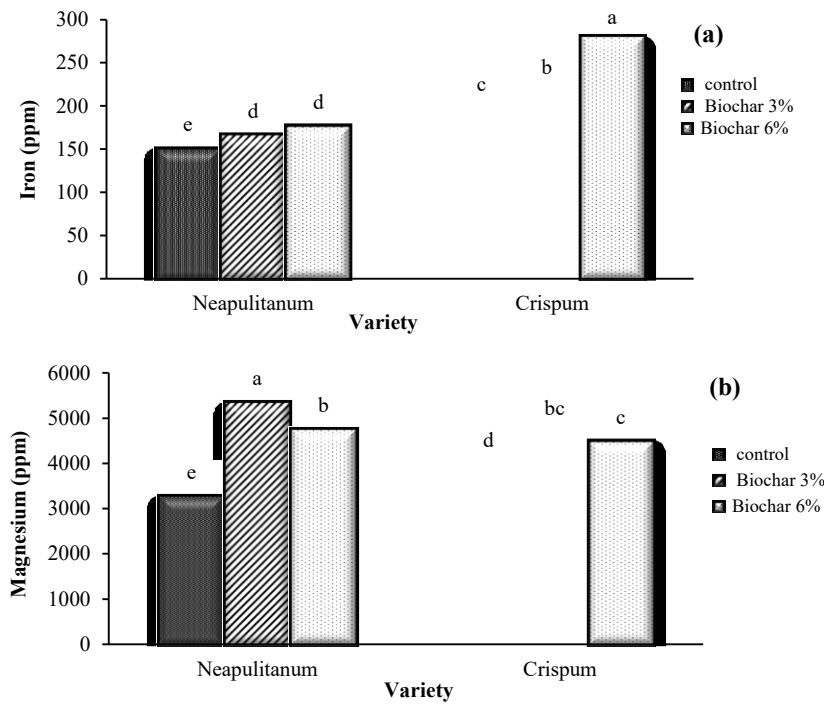 300
250
200
150
100
50
0
Iron (ppm)
e
d
d
c
b
a
(a)
control
Biochar 3%
Biochar 6%
Neapulitanum
Crispum
Variety
6000
5000
4000
3000
2000
1000
0
Magnesium (ppm)
e
a
b
d
bc
c
(b)
control
Biochar 3%
Biochar 6%
Neapulitanum
Crispum
Variety